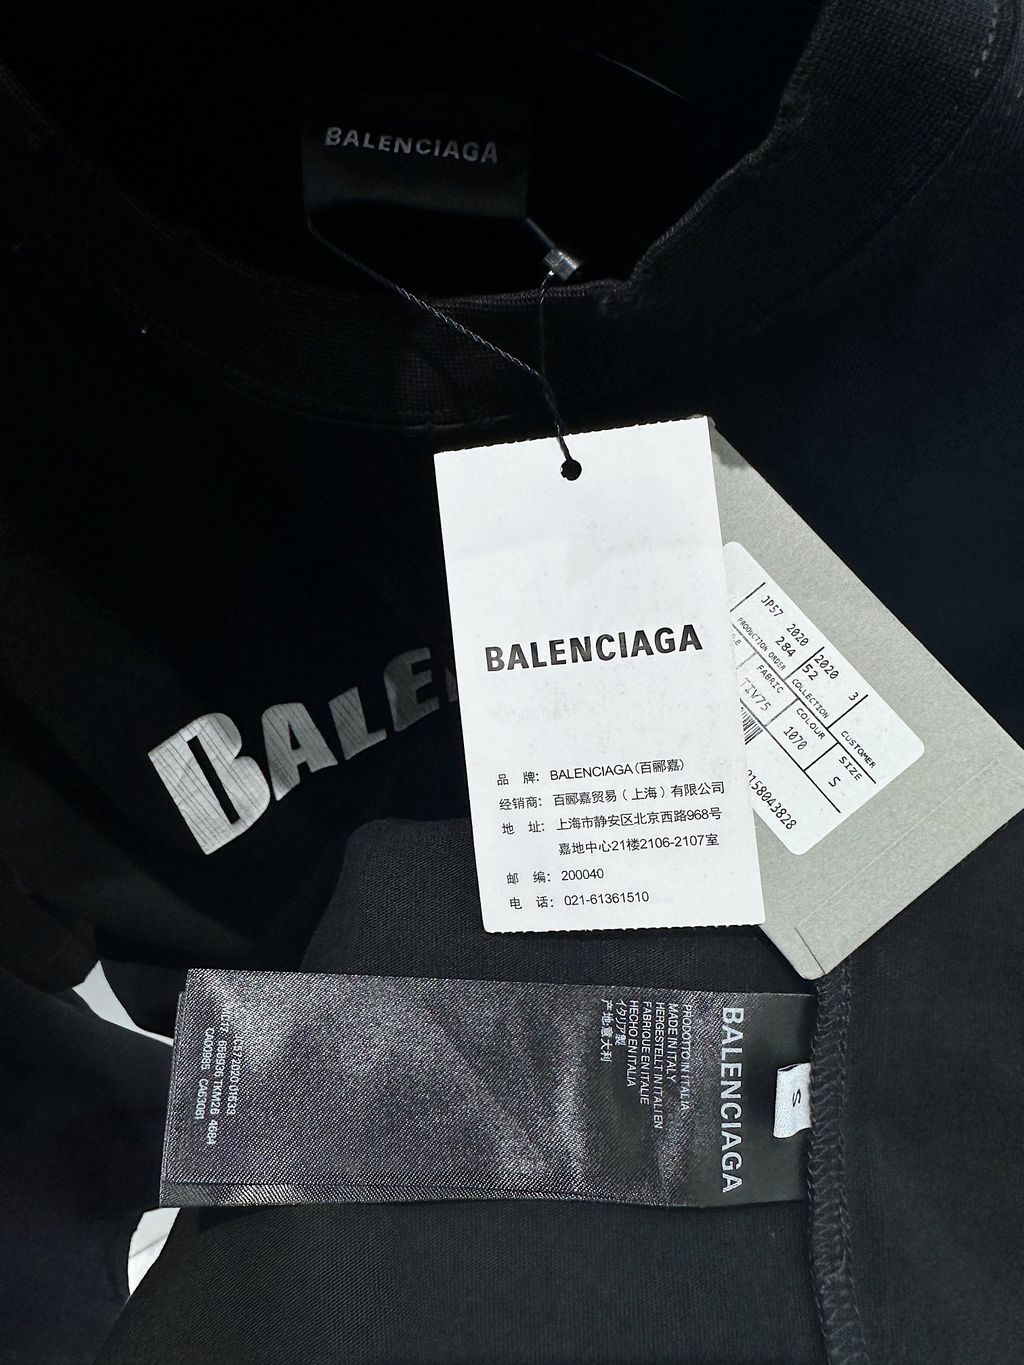 BALENCIAGA
BALE
BALENCIAGA
品 牌: BALENCIAGA(百郦嘉)
经销商: 百郦嘉贸易(上海)有限公司
地 址: 上海市静安区北京西路968号
嘉地中心21楼2106-2107室
邮 编: 200040
电 话: 021-61361510
JP57 2020 2020 3
284 52
PRODUCTION ORDER COLLECTION CUSTOMER
FABRIC COLOUR SIZE
TIV75 1070 S
2158043828
BALENCIAGA
PRODOTTO IN ITALIA
MADE IN ITALY
HERGESTELLT IN ITALIEN
FABRIQUE EN ITALIE
HECHO EN ITALIA
イタリア製
产地意大利
S